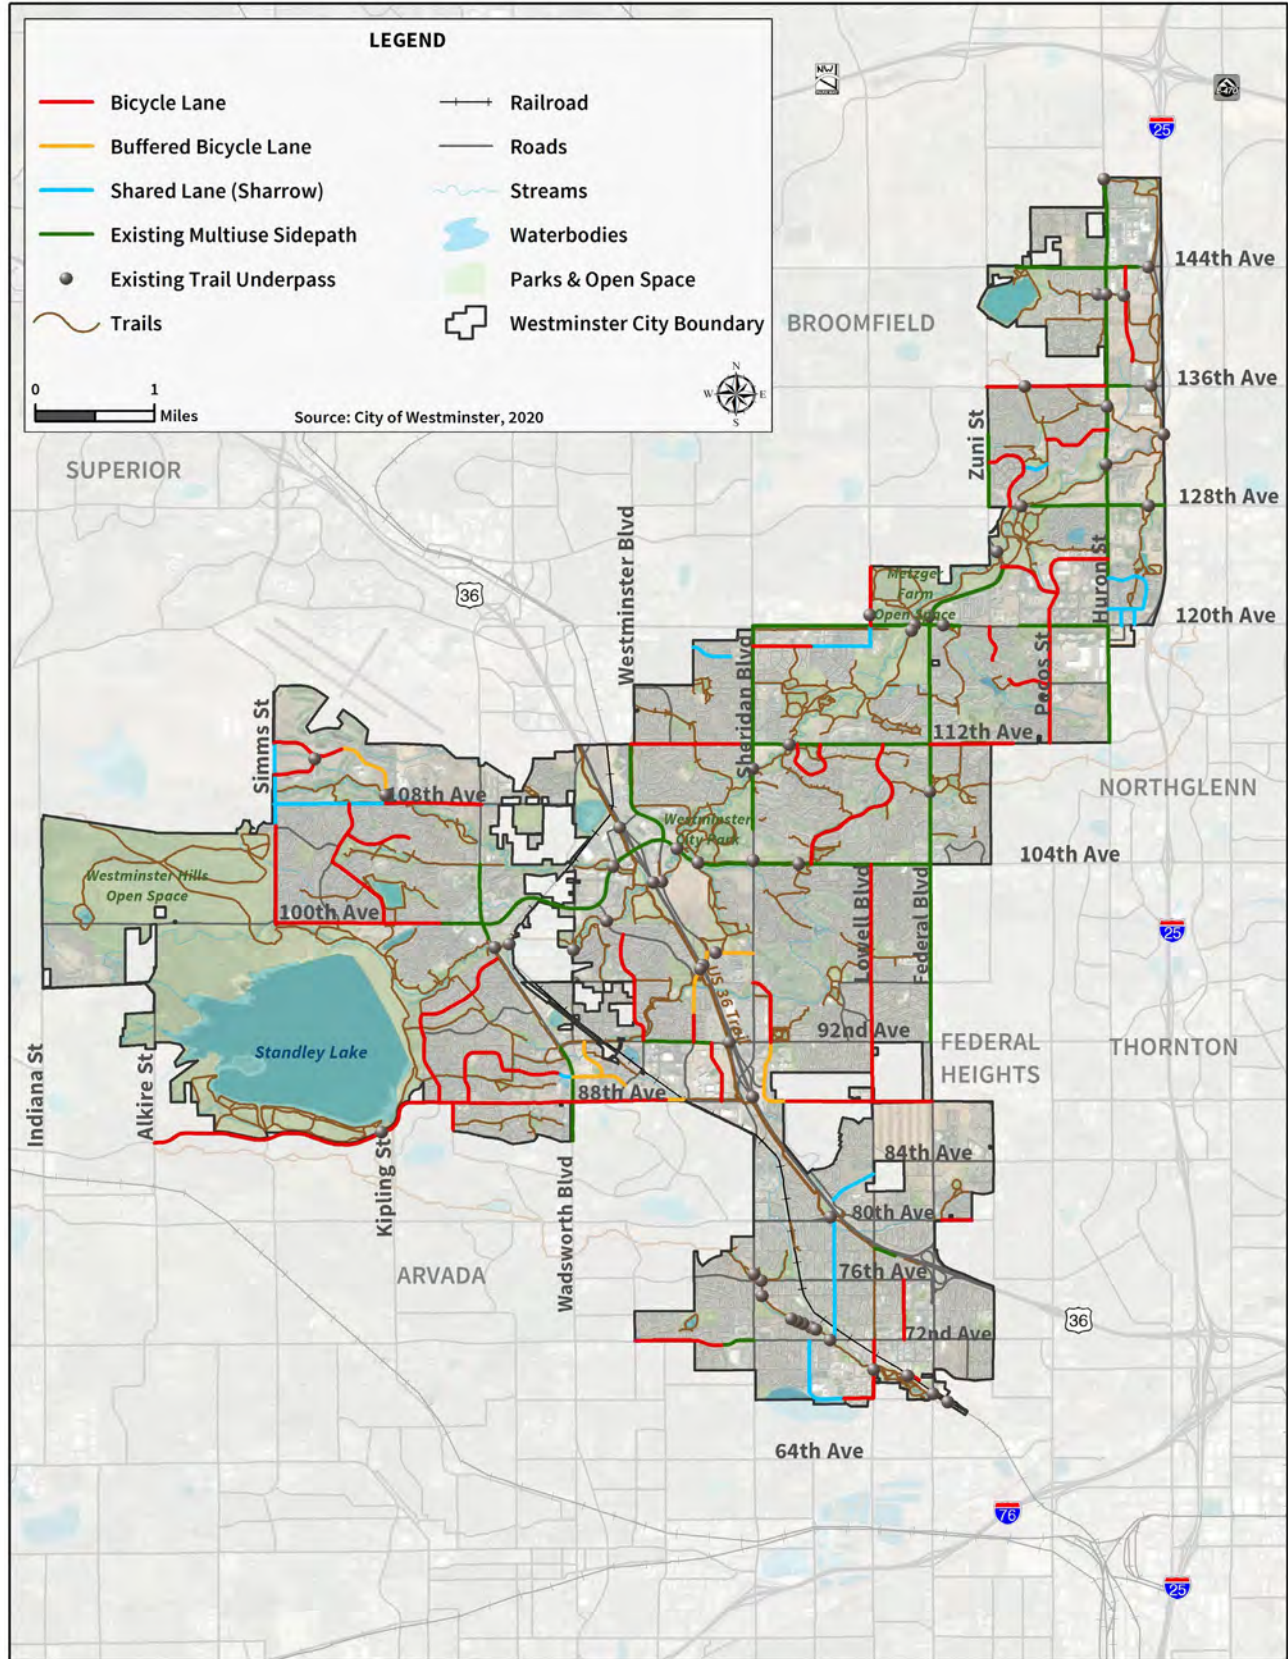 LEGEND
Bicycle Lane
Buffered Bicycle Lane
Shared Lane (Sharrow)
Existing Multiuse Sidepath
Existing Trail Underpass
Trails
Railroad
Roads
Streams
Waterbodies
Parks & Open Space
Westminster City Boundary
0 1
Miles
Source: City of Westminster, 2020
N
W E
S
NW
PARKWAY
E-470
25
144th Ave
BROOMFIELD
136th Ave
Zuni St
SUPERIOR
128th Ave
Westminster Blvd
Huron St
36
Metzger
Farm
Open Space
120th Ave
Sheridan Blvd
Pecos St
Simms St
112th Ave
108th Ave
NORTHGLENN
Westminster
City Park
104th Ave
Westminster Hills
Open Space
100th Ave
Lowell Blvd
Federal Blvd
25
US 36 Trail
92nd Ave
FEDERAL
HEIGHTS
THORNTON
Standley Lake
Indiana St
Alkire St
88th Ave
Kipling St
84th Ave
Wadsworth Blvd
80th Ave
ARVADA
76th Ave
36
72nd Ave
64th Ave
76
25